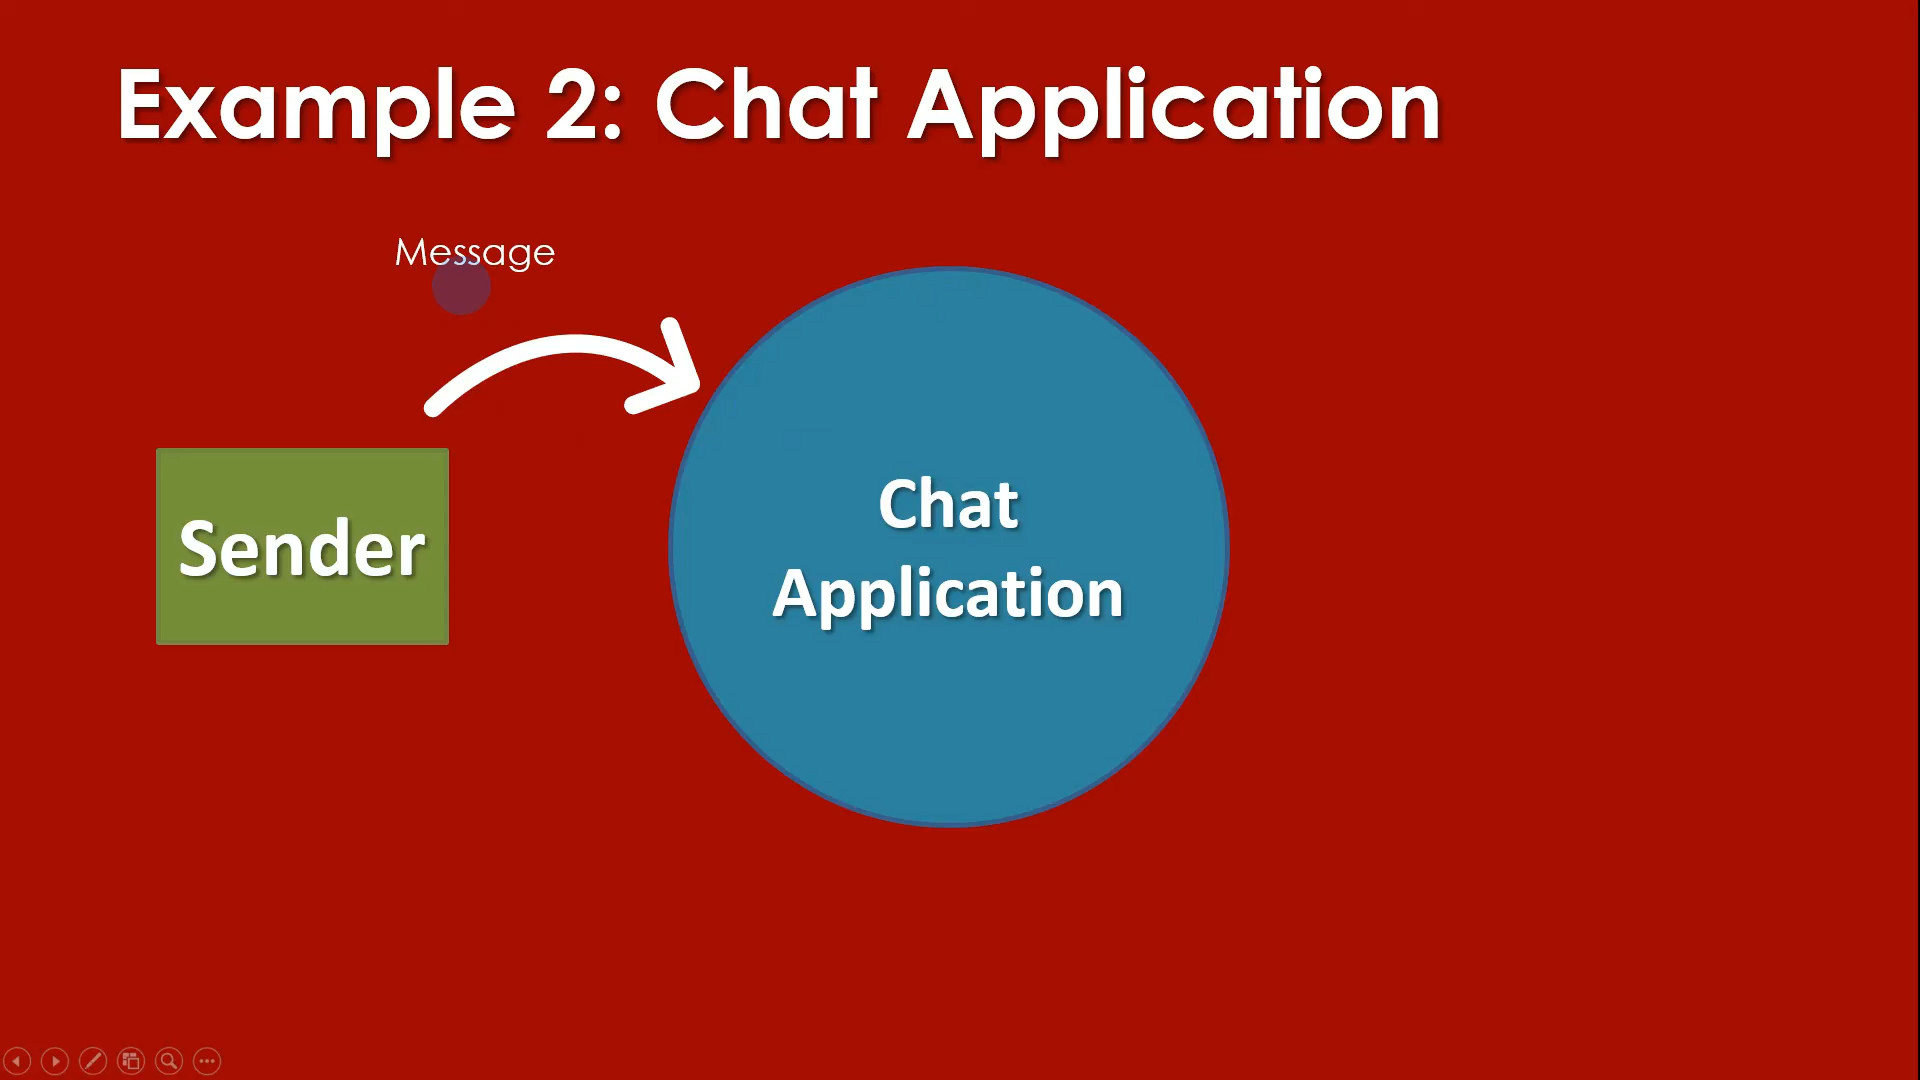 Example 2: Chat Application
Message
Sender
Chat
Application